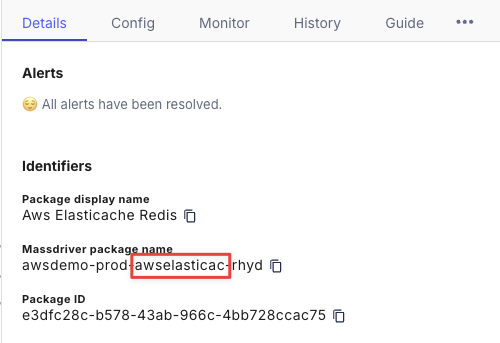 Details Config Monitor History Guide •••
Alerts
😌 All alerts have been resolved.
Identifiers
Package display name
Aws Elasticache Redis
Massdriver package name
awsdemo-prod-awselasticac-rhyd
Package ID
e3dfc28c-b578-43ab-966c-4bb728ccac75